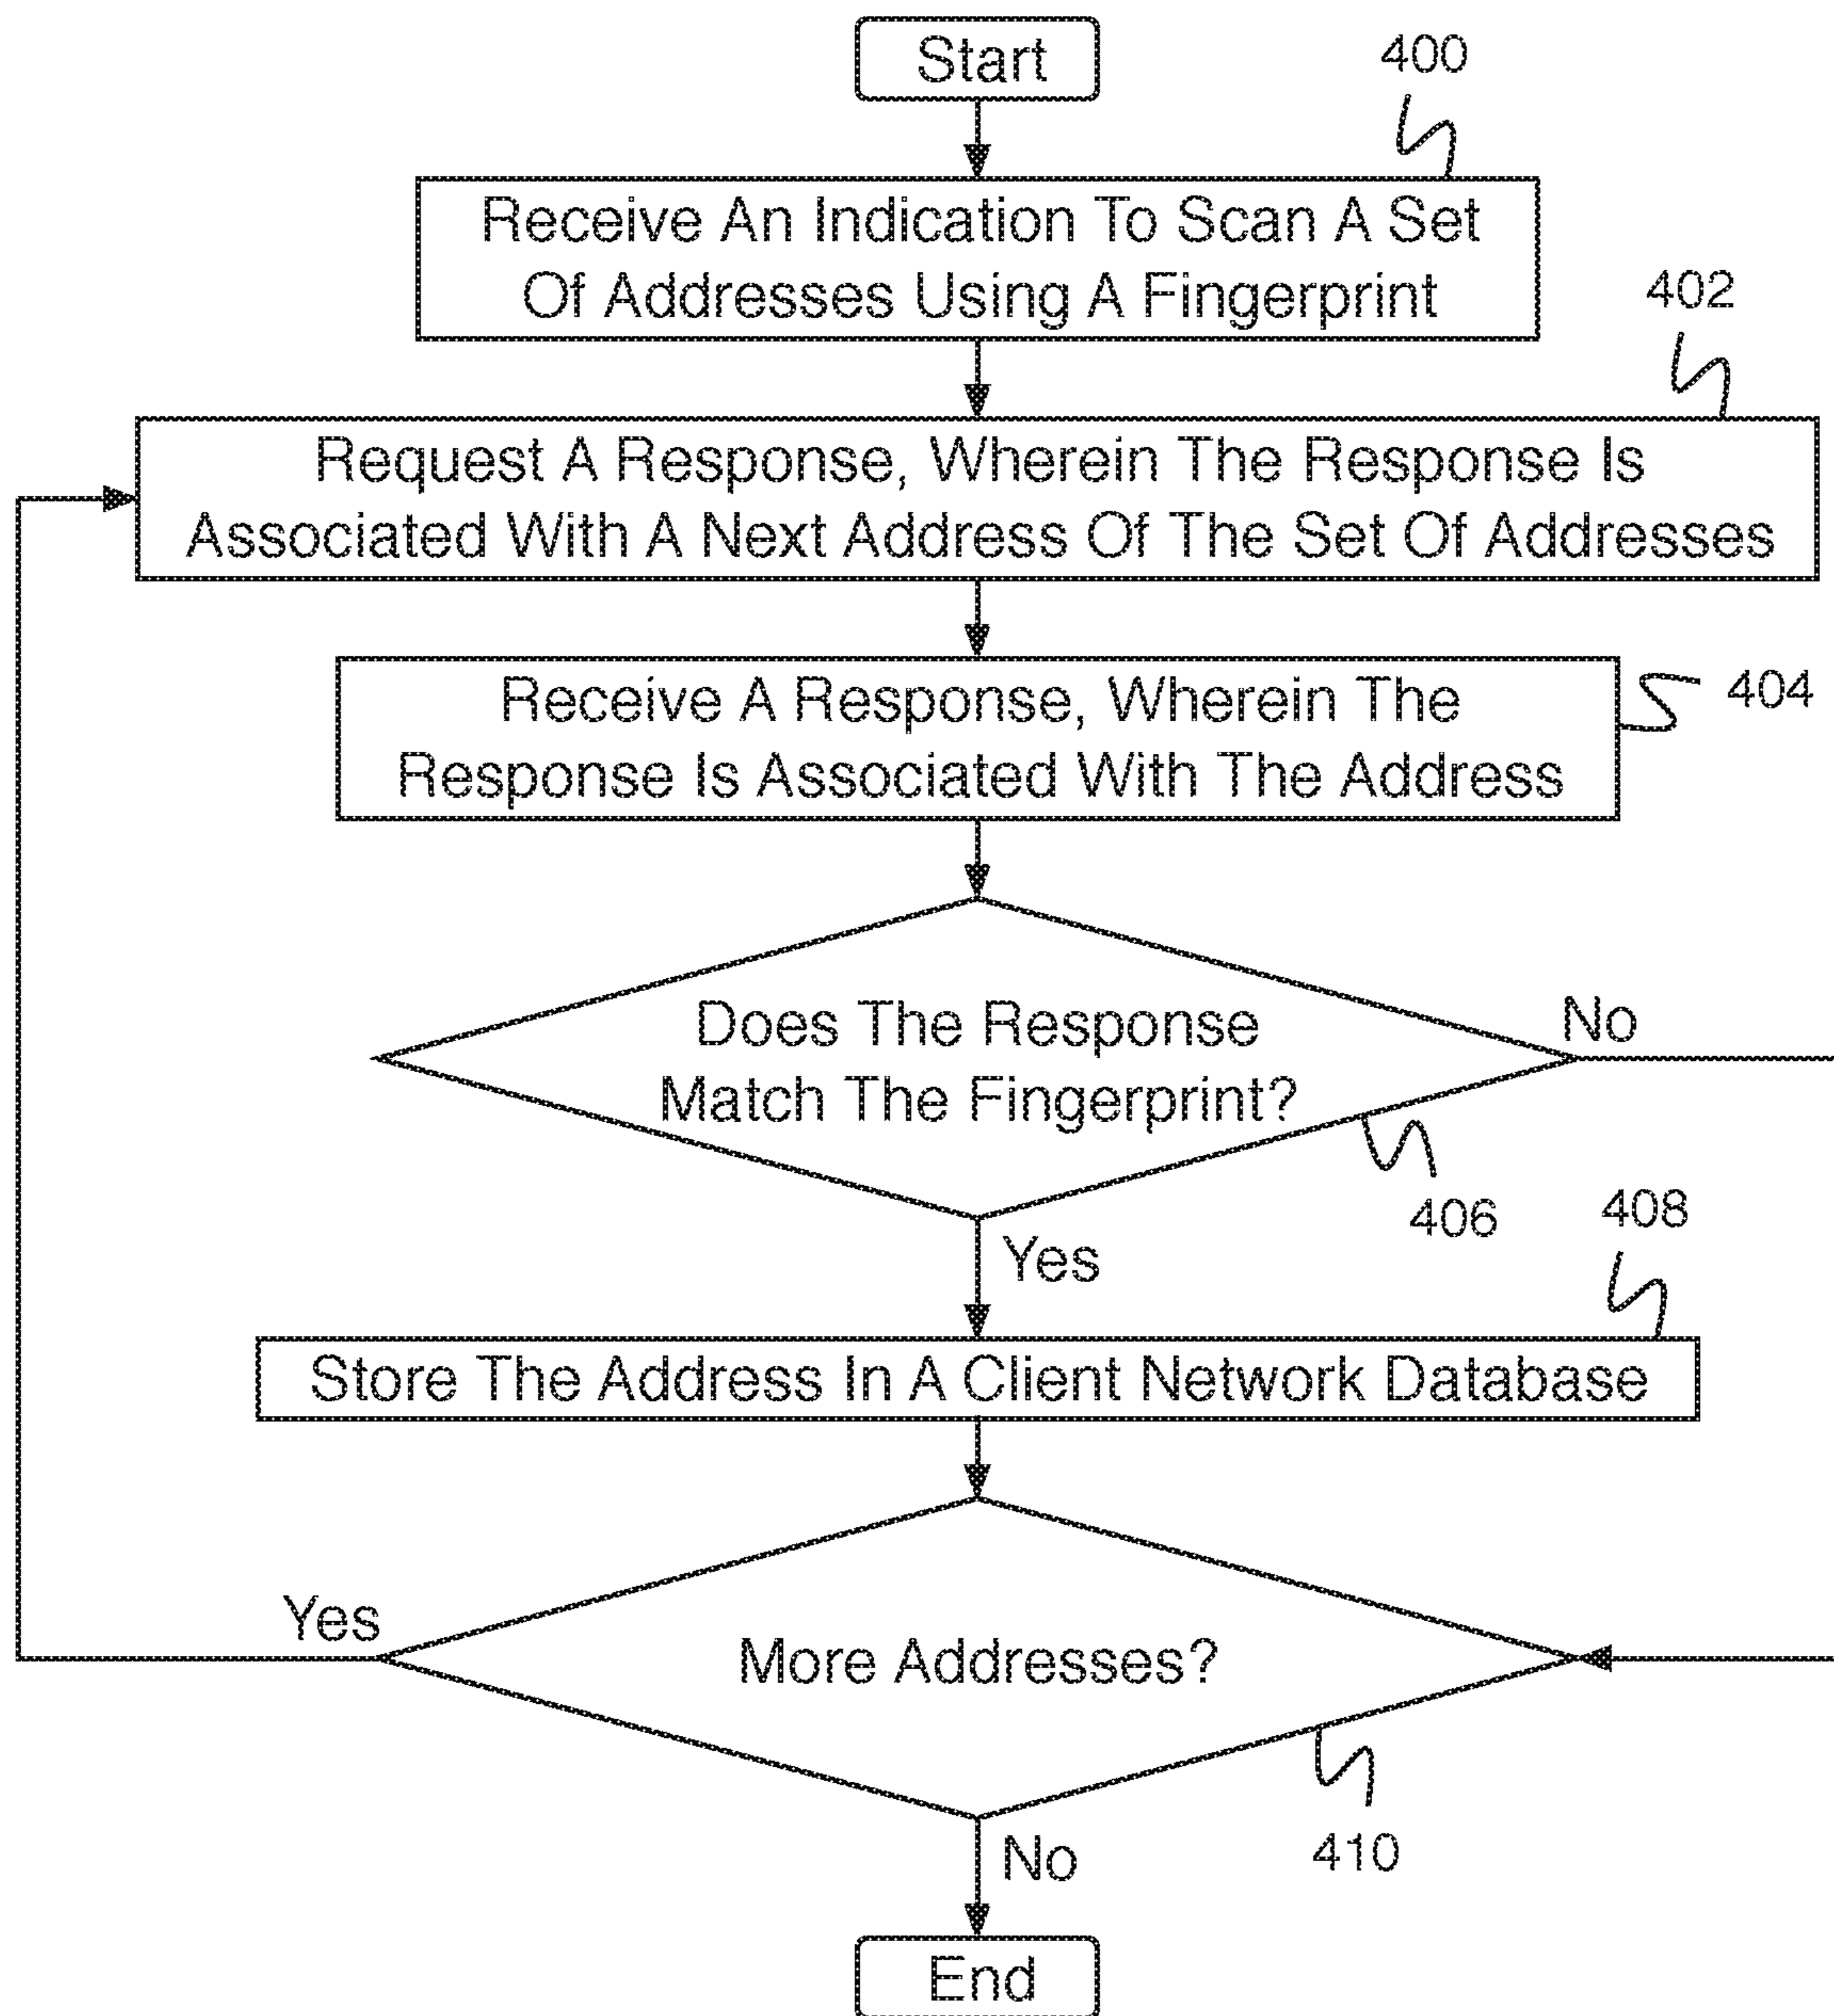 Start
400
Receive An Indication To Scan A Set
Of Addresses Using A Fingerprint
402
Request A Response, Wherein The Response Is
Associated With A Next Address Of The Set Of Addresses
Receive A Response, Wherein The
Response Is Associated With The Address
404
Does The Response
Match The Fingerprint?
No
406
Yes
408
Store The Address In A Client Network Database
Yes
More Addresses?
410
No
End